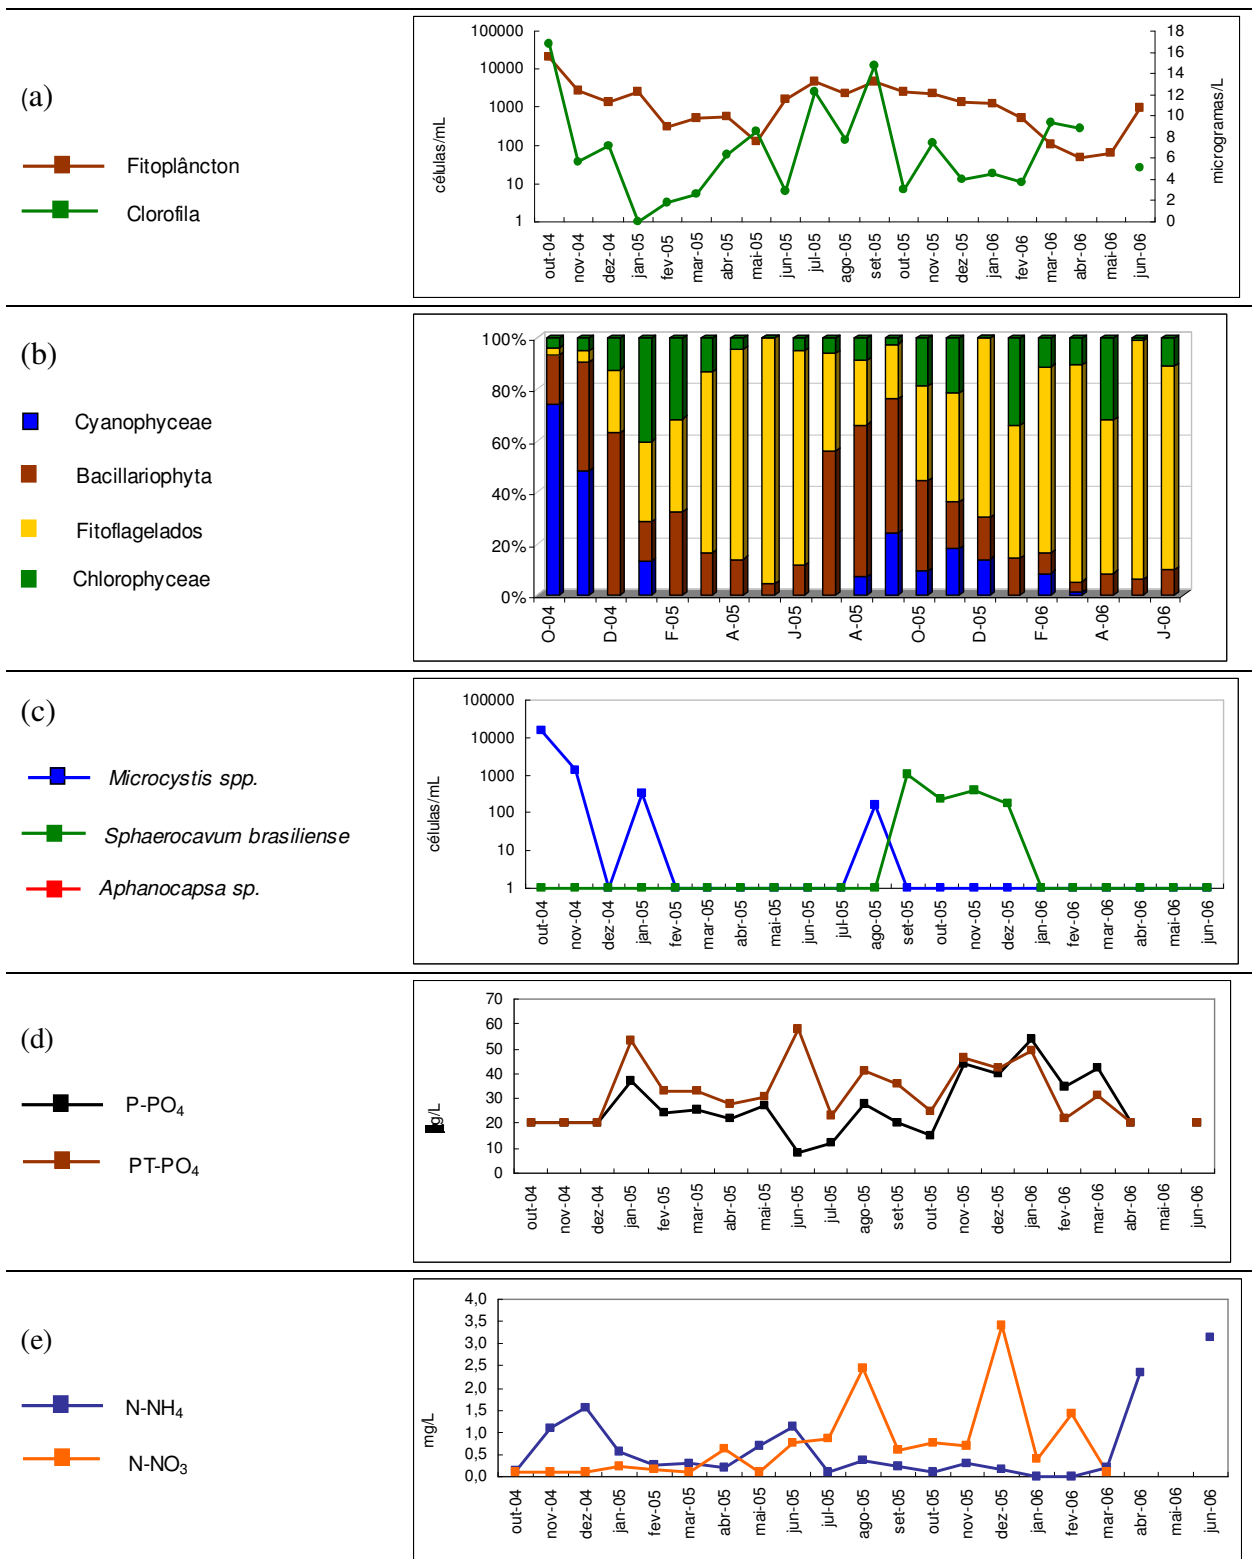 (a)
Fitoplâncton
Clorofila
células/mL
100000
10000
1000
100
10
1
18
16
14
12
10
8
6
4
2
0
microgramas/L
out-04
nov-04
dez-04
jan-05
fev-05
mar-05
abr-05
mai-05
jun-05
jul-05
ago-05
set-05
out-05
nov-05
dez-05
jan-06
fev-06
mar-06
abr-06
mai-06
jun-06
(b)
Cyanophyceae
Bacillariophyta
Fitoflagelados
Chlorophyceae
100%
80%
60%
40%
20%
0%
O-04
D-04
F-05
A-05
J-05
A-05
O-05
D-05
F-06
A-06
J-06
(c)
Microcystis spp.
Sphaerocavum brasiliense
Aphanocapsa sp.
células/mL
100000
10000
1000
100
10
1
out-04
nov-04
dez-04
jan-05
fev-05
mar-05
abr-05
mai-05
jun-05
jul-05
ago-05
set-05
out-05
nov-05
dez-05
jan-06
fev-06
mar-06
abr-06
mai-06
jun-06
(d)
P-PO4
PT-PO4
g/L
70
60
50
40
30
20
10
0
out-04
nov-04
dez-04
jan-05
fev-05
mar-05
abr-05
mai-05
jun-05
jul-05
ago-05
set-05
out-05
nov-05
dez-05
jan-06
fev-06
mar-06
abr-06
mai-06
jun-06
(e)
N-NH4
N-NO3
mg/L
4,0
3,5
3,0
2,5
2,0
1,5
1,0
0,5
0,0
out-04
nov-04
dez-04
jan-05
fev-05
mar-05
abr-05
mai-05
jun-05
jul-05
ago-05
set-05
out-05
nov-05
dez-05
jan-06
fev-06
mar-06
abr-06
mai-06
jun-06